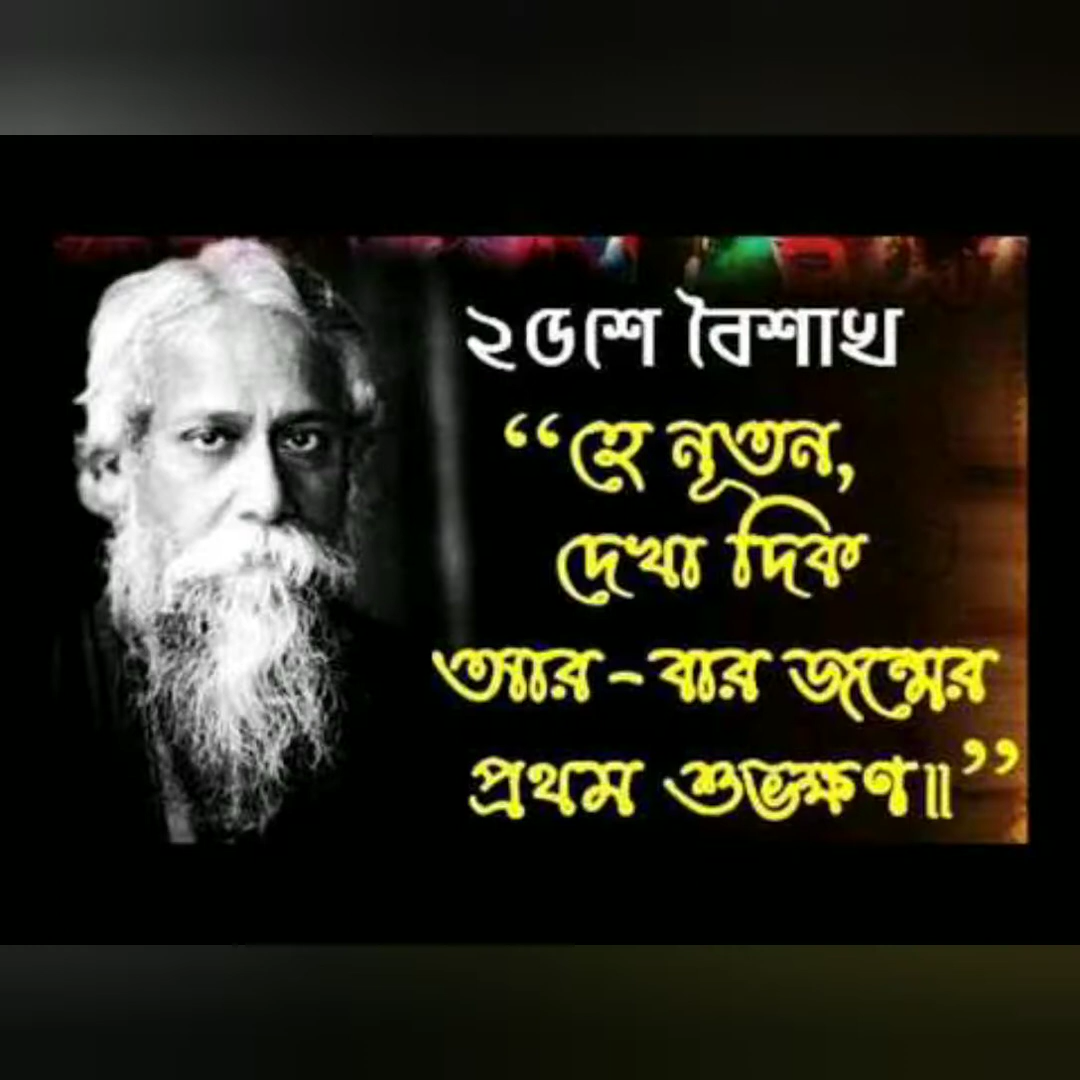 ২৫শে বৈশাখ
“হে নূতন,
দেখা দিক
আর-বার জন্মের
প্রথম শুভক্ষণ॥”